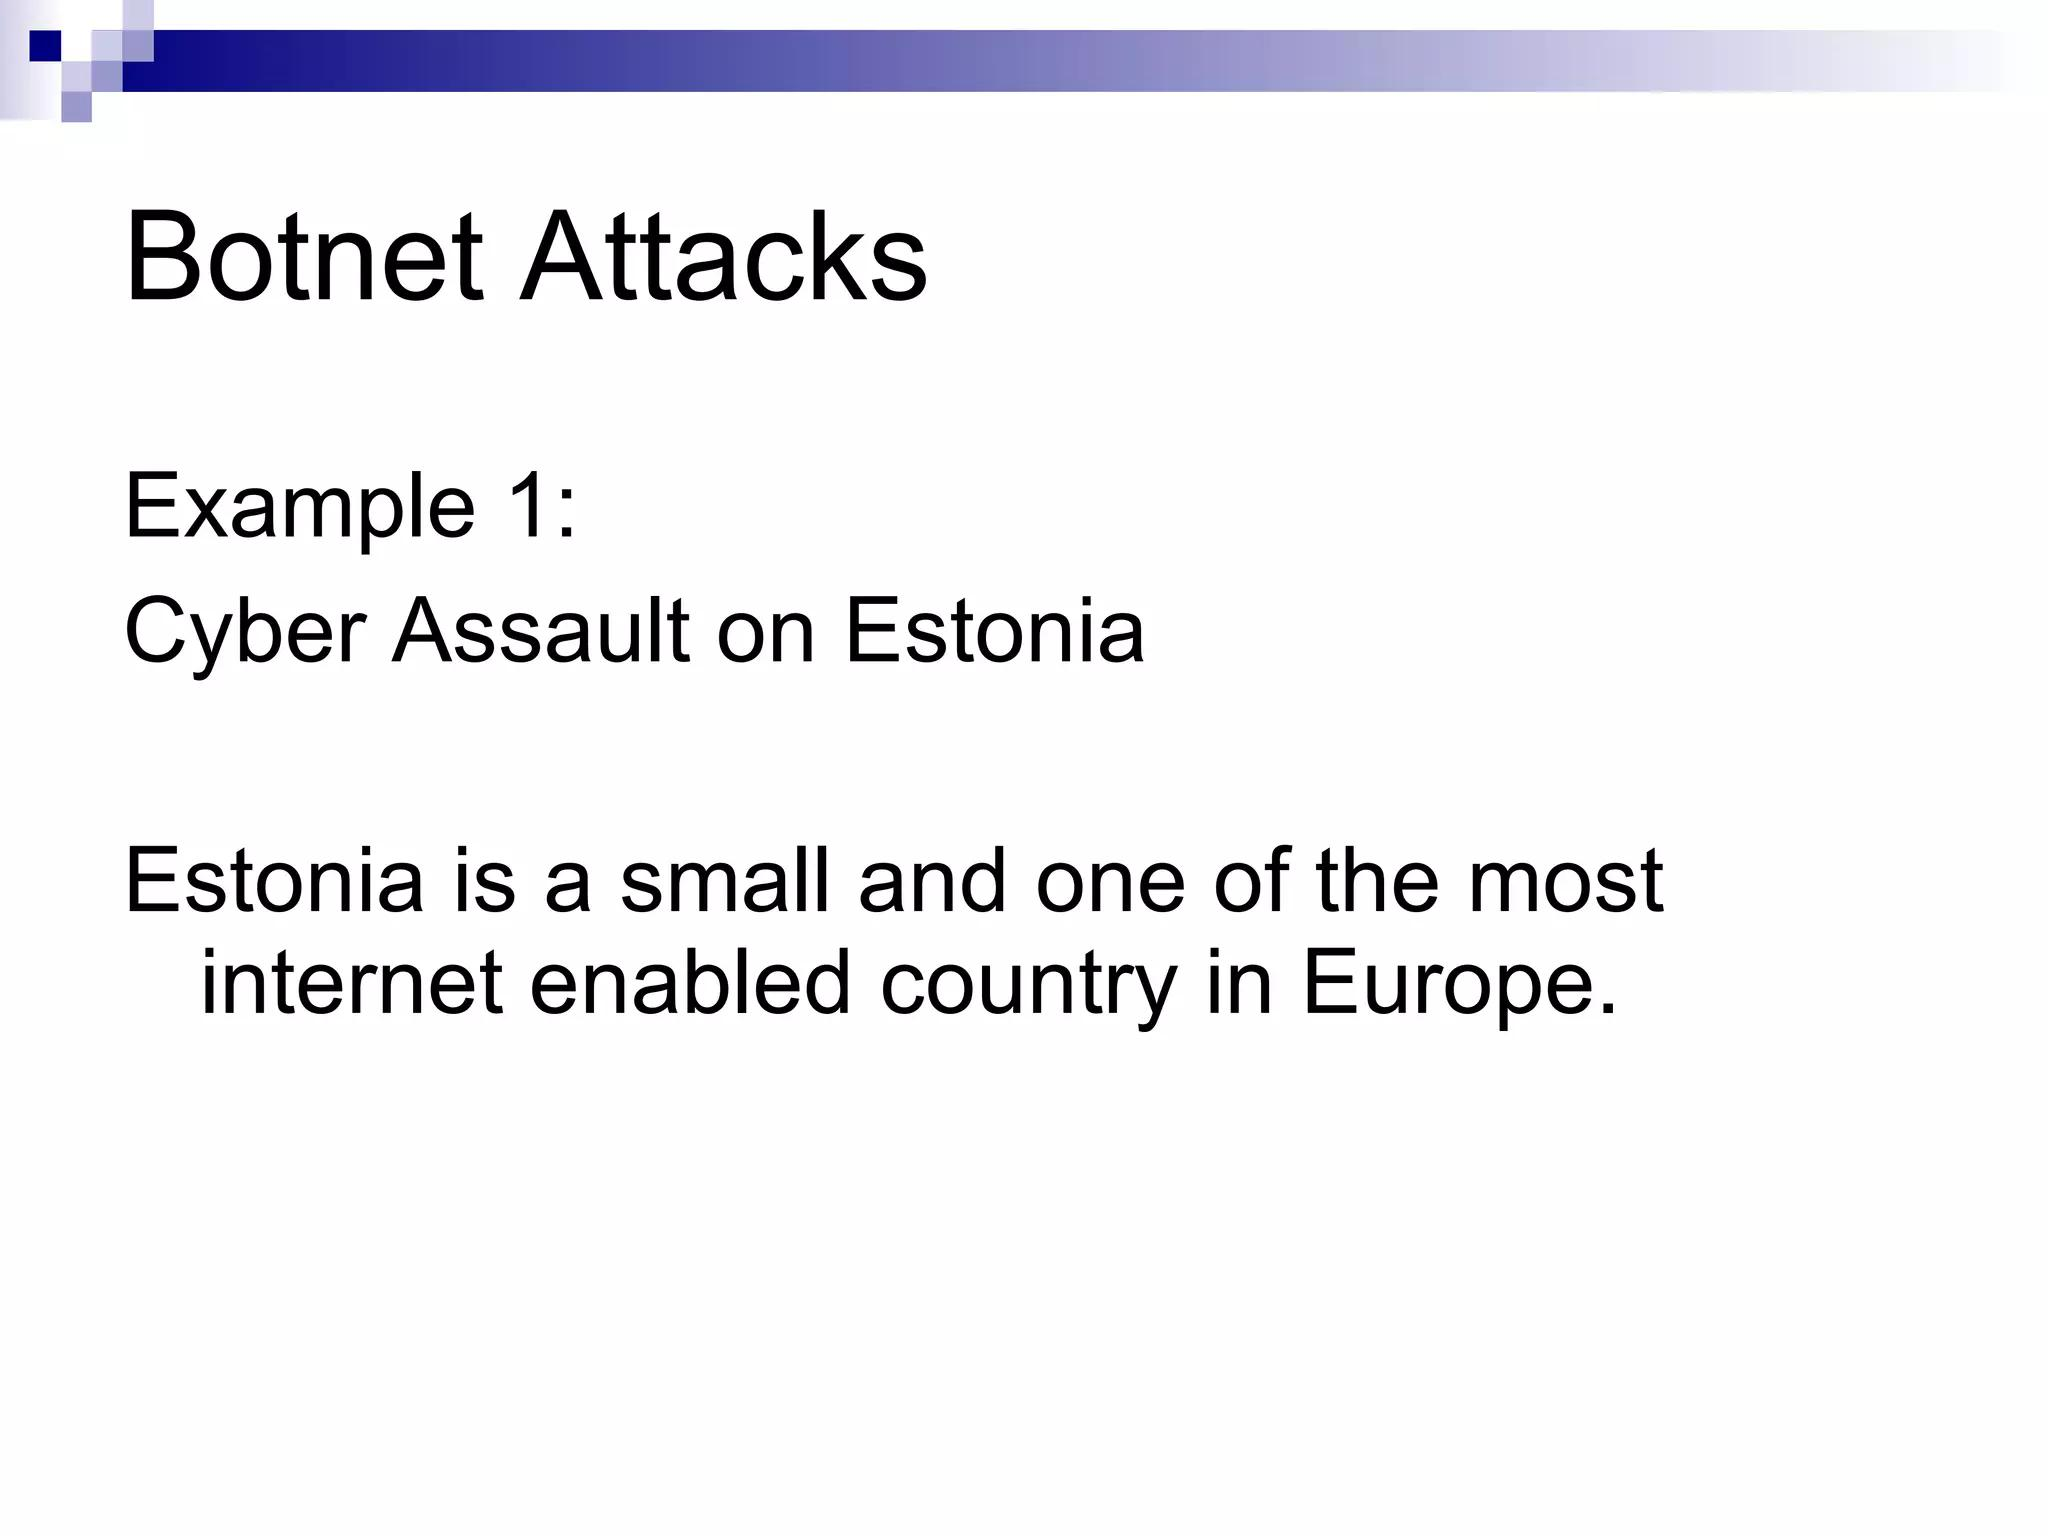 Botnet Attacks
Example 1:
Cyber Assault on Estonia
Estonia is a small and one of the most
internet enabled country in Europe.